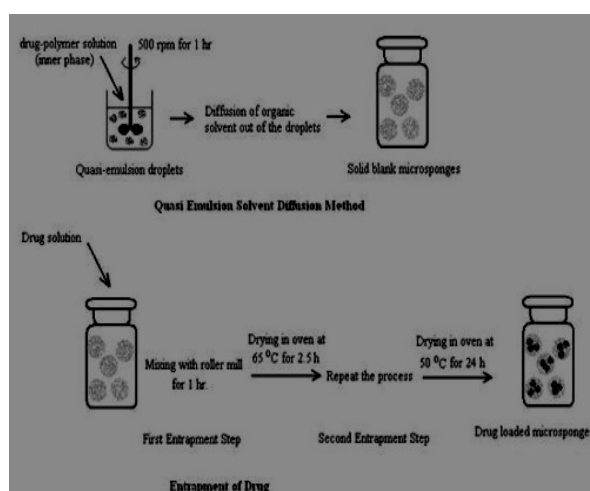 drug-polymer solution
(inner phase)
500 rpm for 1 hr
Diffusion of organic
solvent out of the droplets
Quasi-emulsion droplets
Solid blank microsponges
Quasi Emulsion Solvent Diffusion Method
Drug solution
Mixing with roller mill
for 1 hr.
Drying in oven at
65 ⁰C for 2.5 h
Repeat the process
Drying in oven at
50 ⁰C for 24 h
Drug loaded microsponge
First Entrapment Step
Second Entrapment Step
Entrapment of Drug